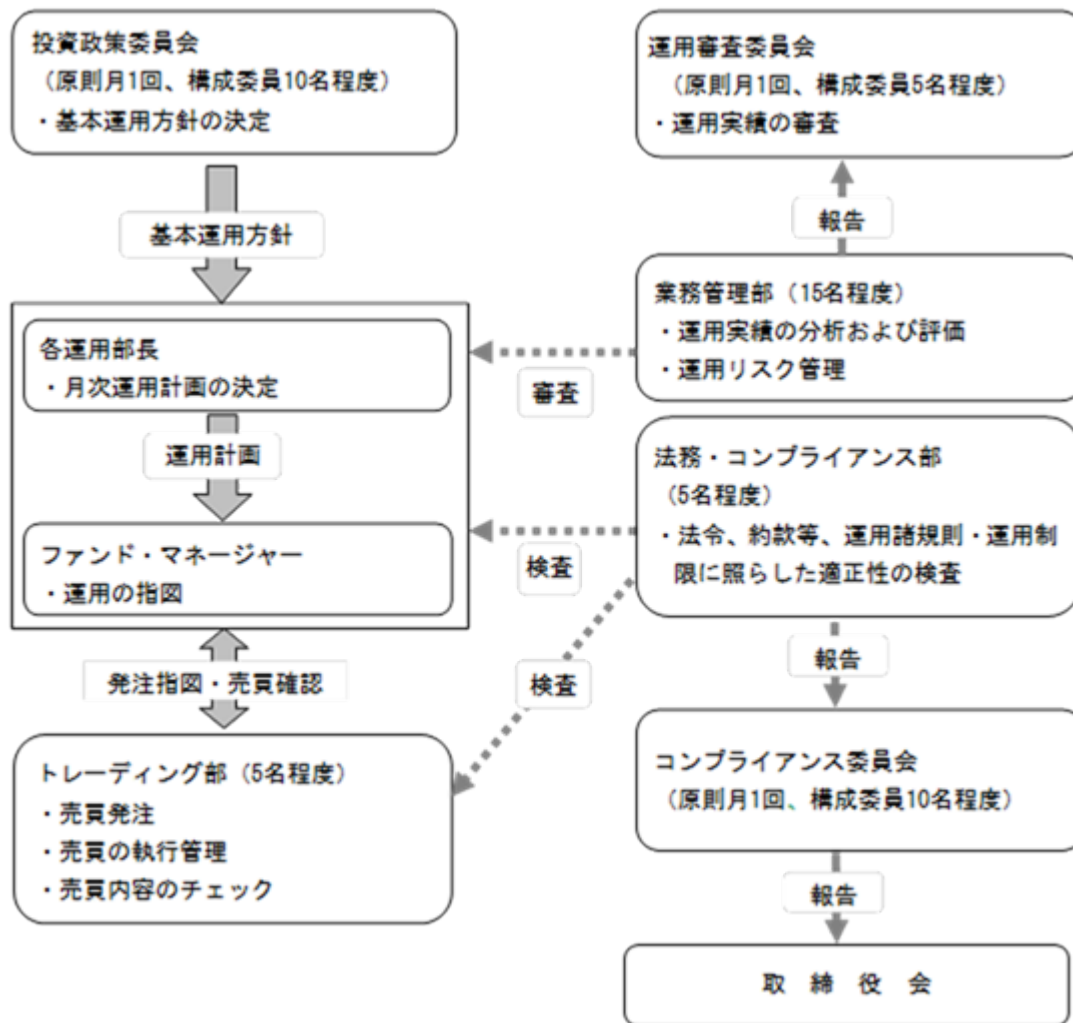 投資政策委員会
（原則月1回、構成委員10名程度）
・基本運用方針の決定
基本運用方針
各運用部長
・月次運用計画の決定
運用計画
ファンド・マネージャー
・運用の指図
発注指図・売買確認
トレーディング部（5名程度）
・売買発注
・売買の執行管理
・売買内容のチェック
運用審査委員会
（原則月1回、構成委員5名程度）
・運用実績の審査
報告
業務管理部（15名程度）
・運用実績の分析および評価
・運用リスク管理
審査
法務・コンプライアンス部
（5名程度）
・法令、約款等、運用諸規則・運用制
限に照らした適正性の検査
検査
検査
報告
コンプライアンス委員会
（原則月1回、構成委員10名程度）
報告
取　締　役　会